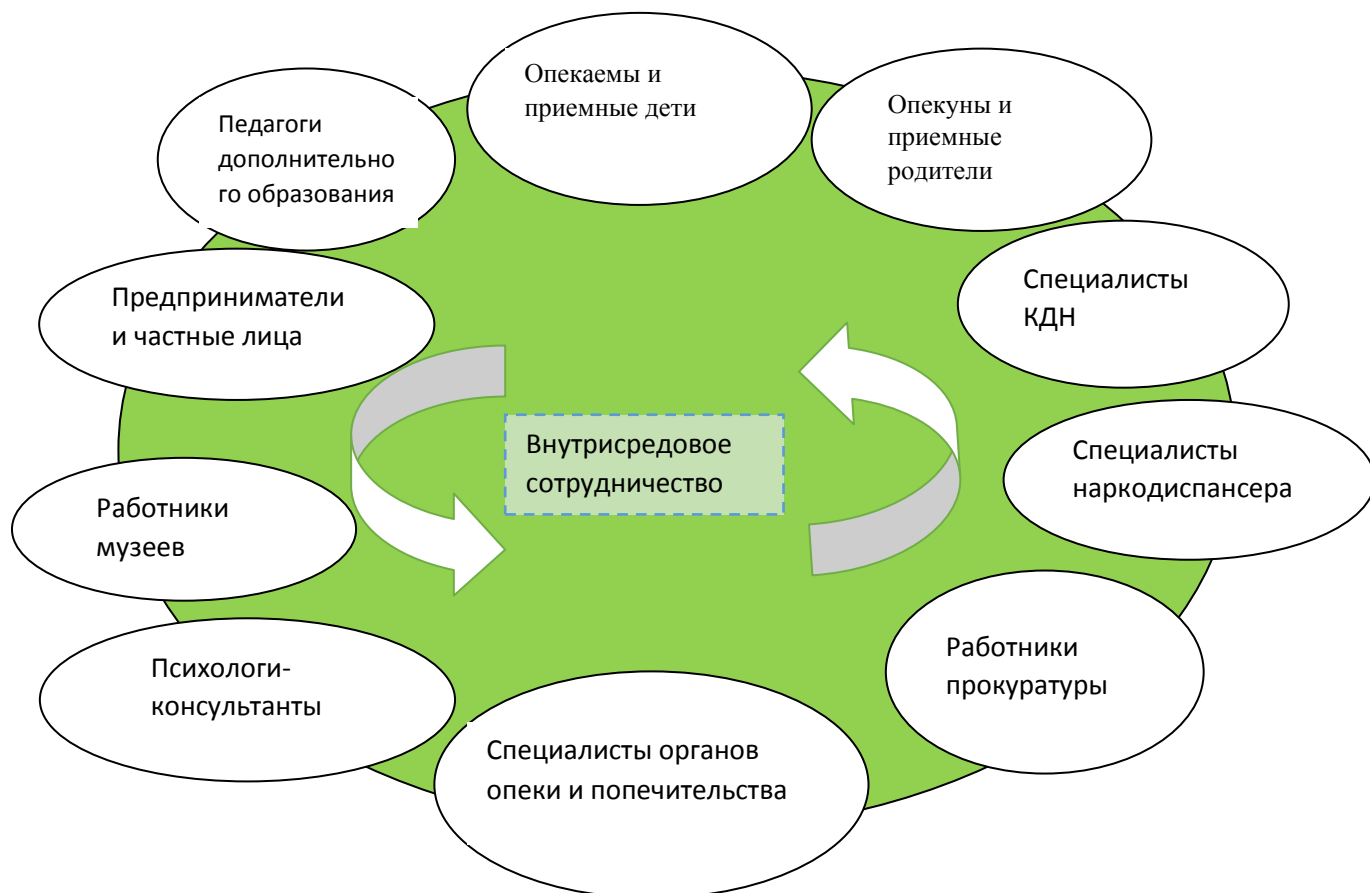 Опекаемы и
приемные дети
Опекуны и
приемные
родители
Педагоги
дополнительно
го образования
Специалисты
КДН
Предприниматели
и частные лица
Внутрисредовое
сотрудничество
Специалисты
наркодиспансера
Работники
музеев
Работники
прокуратуры
Психологи-
консультанты
Специалисты органов
опеки и попечительства